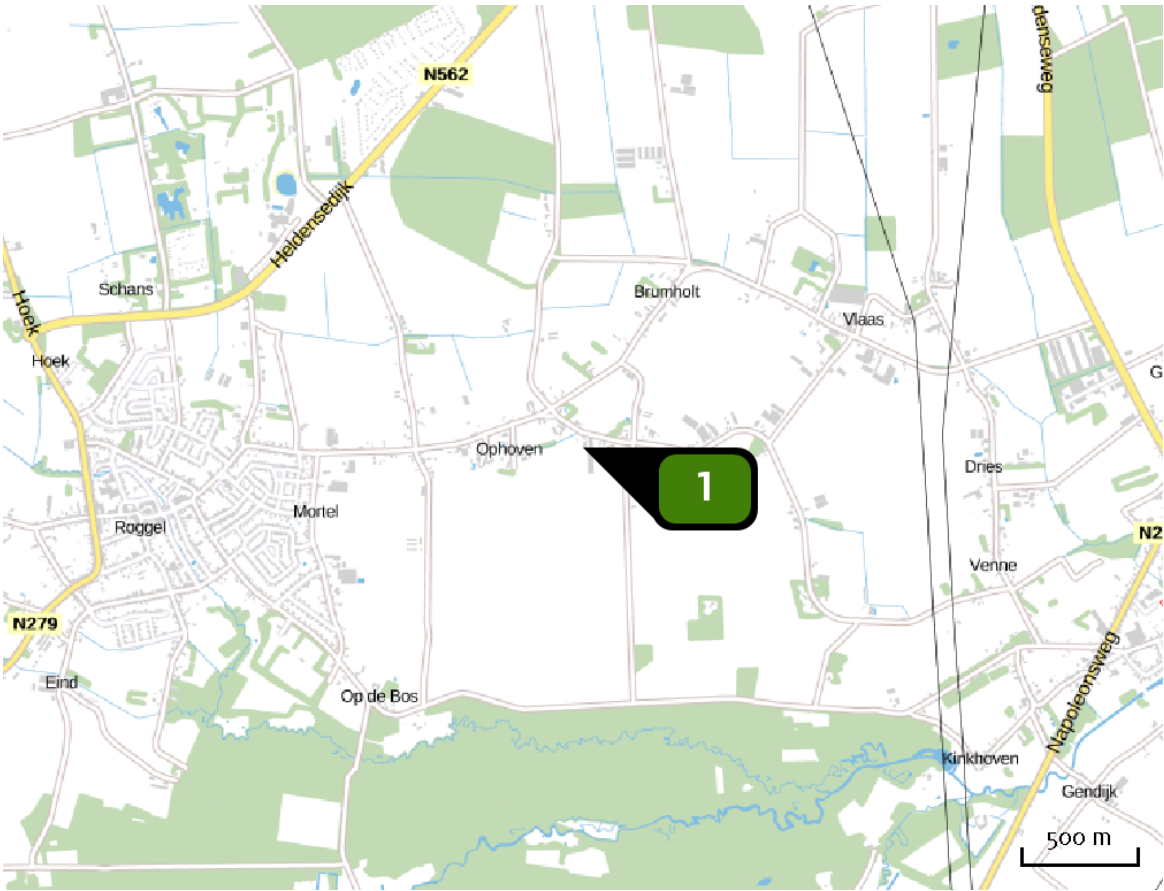 denseweg
N562
Heldensedijk
Schans
Brumholt
Hoek
Vlaas
Hoek
G
Ophoven
1
Dries
Mortel
Roggel
N2
Venne
N279
Eind
Op de Bos
Napoleonsweg
Kinkhoven
Gendijk
500 m